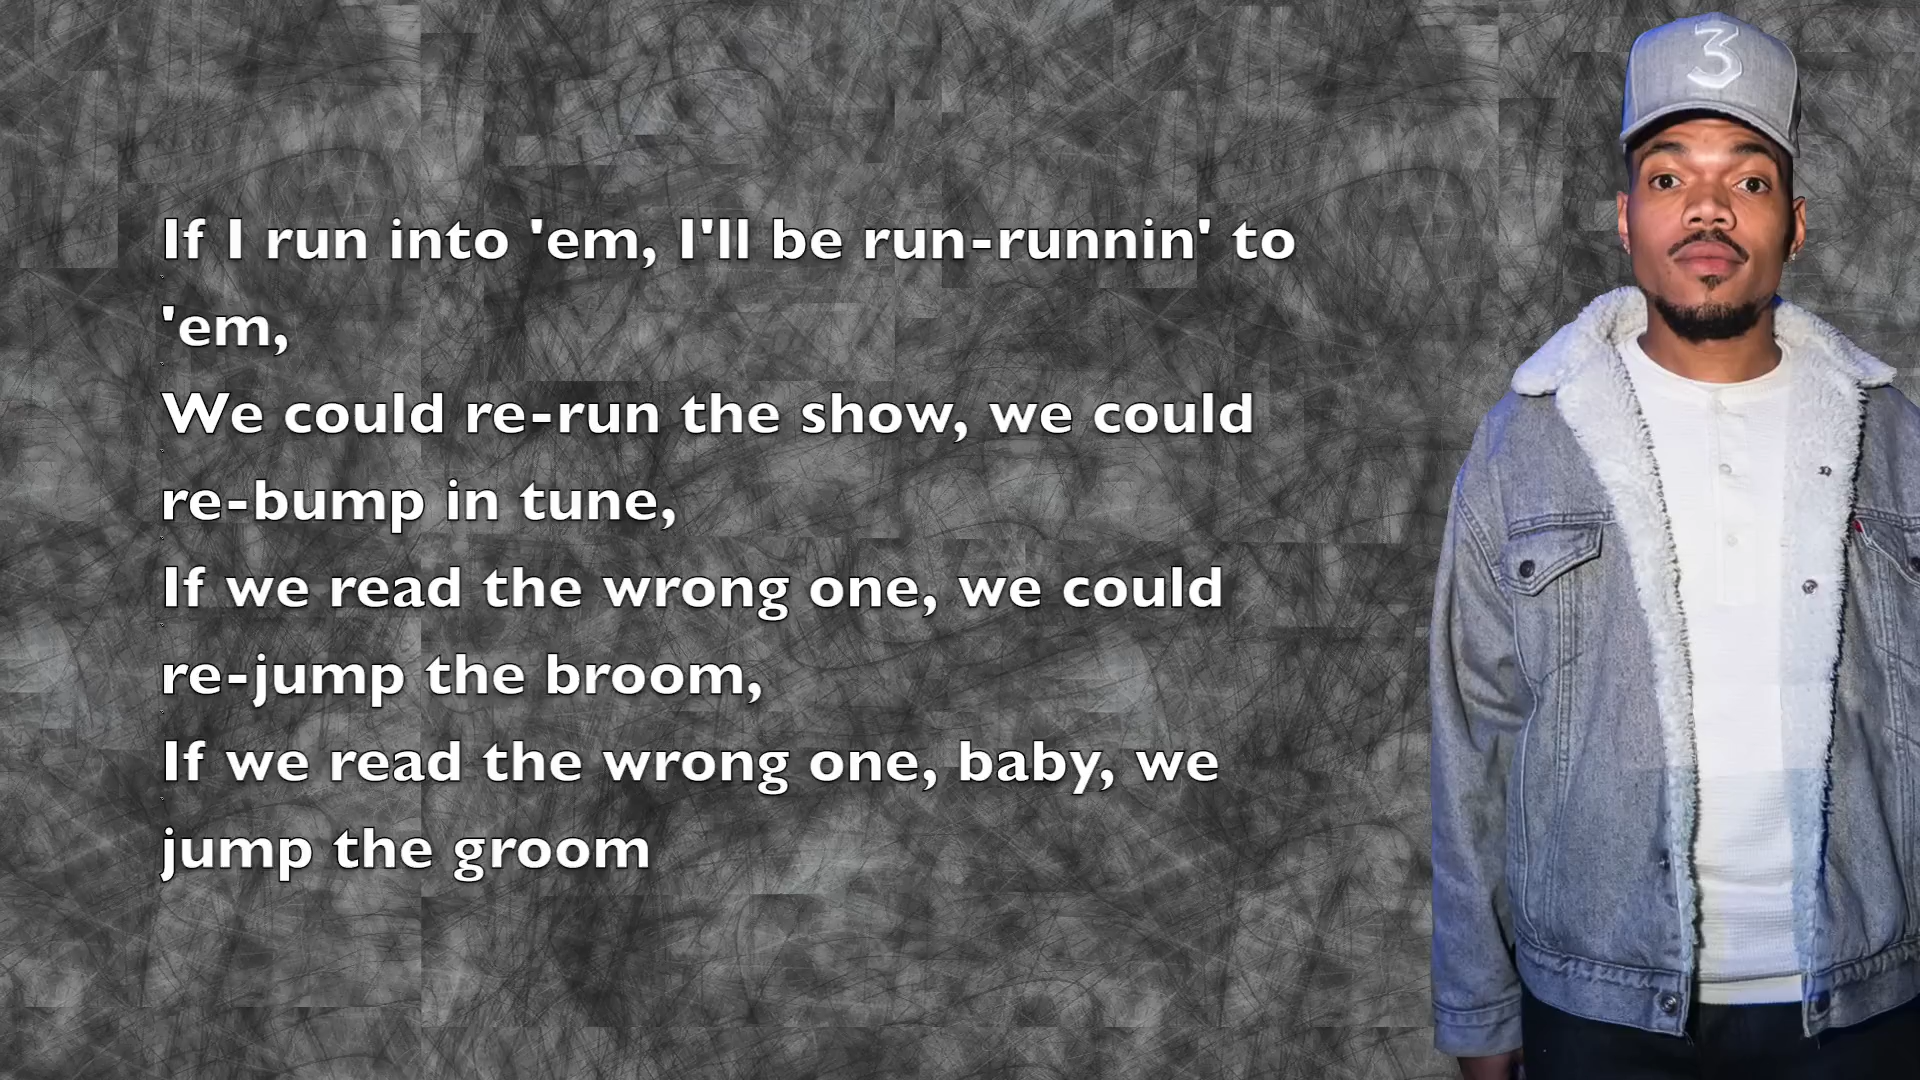 3
If I run into 'em, I'll be run-runnin' to
'em,
We could re-run the show, we could
re-bump in tune,
If we read the wrong one, we could
re-jump the broom,
If we read the wrong one, baby, we
jump the groom